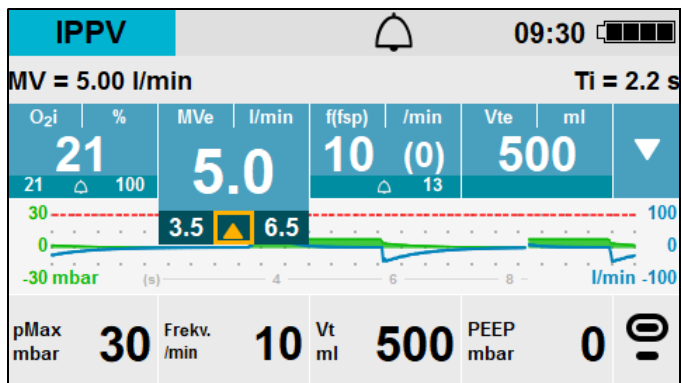 IPPV 09:30
MV = 5.00 l/min Ti = 2.2 s
O₂i % MVe l/min f(fsp) /min Vte ml
21 5.0 10 (0) 500
21 100 13
3.5 6.5
30 100
0 0
-30 mbar (s) 4 6 8 l/min -100
pMax mbar 30 Frekv. /min 10 Vt ml 500 PEEP mbar 0